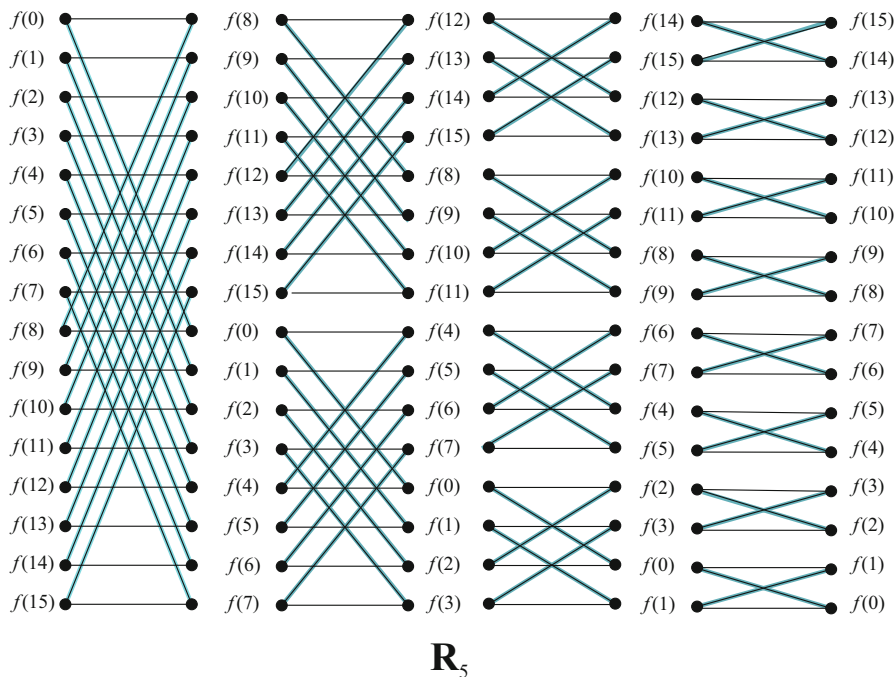 f(0) f(8) f(12) f(14) f(15)
f(1) f(9) f(13) f(15) f(14)
f(2) f(10) f(14) f(12) f(13)
f(3) f(11) f(15) f(13) f(12)
f(4) f(12) f(8) f(10) f(11)
f(5) f(13) f(9) f(11) f(10)
f(6) f(14) f(10) f(8) f(9)
f(7) f(15) f(11) f(9) f(8)
f(8) f(0) f(4) f(6) f(7)
f(9) f(1) f(5) f(7) f(6)
f(10) f(2) f(6) f(4) f(5)
f(11) f(3) f(7) f(5) f(4)
f(12) f(4) f(0) f(2) f(3)
f(13) f(5) f(1) f(3) f(2)
f(14) f(6) f(2) f(0) f(1)
f(15) f(7) f(3) f(1) f(0)
R5